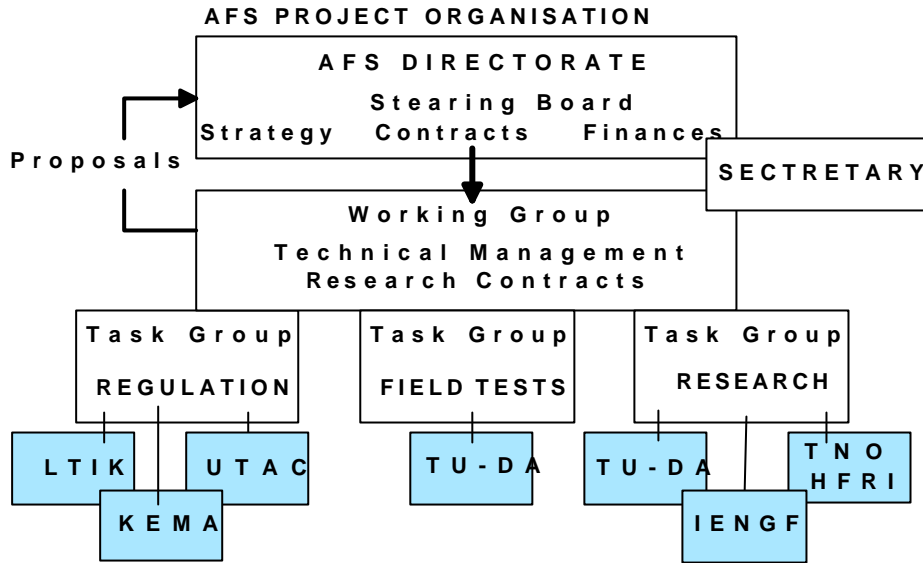 AFS PROJECT ORGANISATION
AFS DIRECTORATE
Stearing Board
Strategy Contracts Finances
Proposals
SECTRETARY
Working Group
Technical Management
Research Contracts
Task Group
REGULATION
Task Group
FIELD TESTS
Task Group
RESEARCH
LTIK
UTAC
KEMA
TU-DA
TU-DA
IENGF
TNO
HFRI